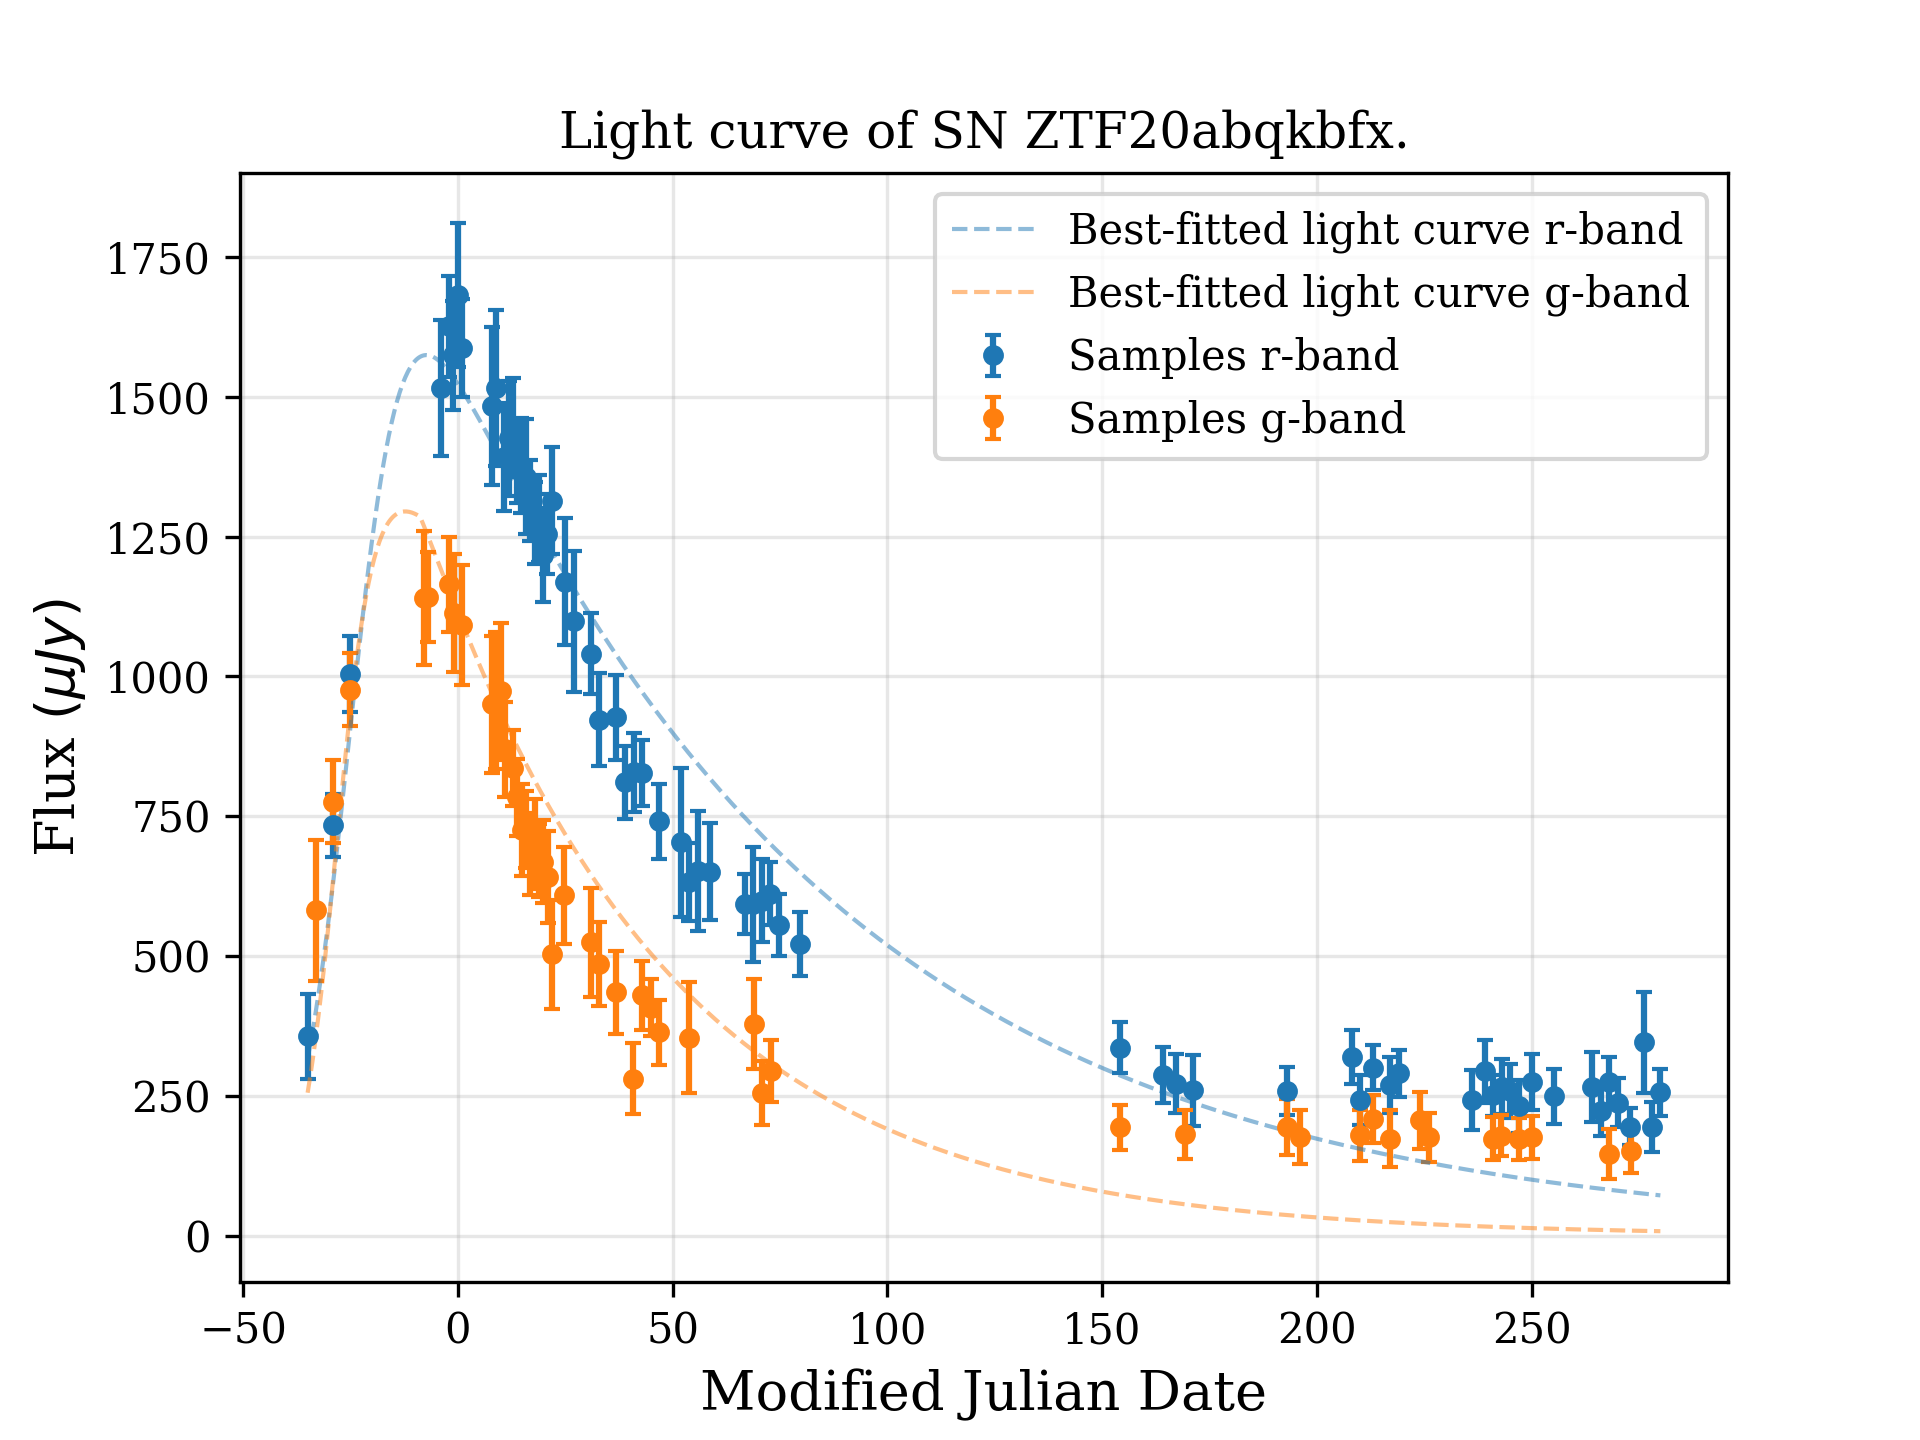 Light curve of SN ZTF20abqkbfx.
Best-fitted light curve r-band
Best-fitted light curve g-band
Samples r-band
Samples g-band
Flux (μJy)
1750
1500
1250
1000
750
500
250
0
−50 0 50 100 150 200 250
Modified Julian Date